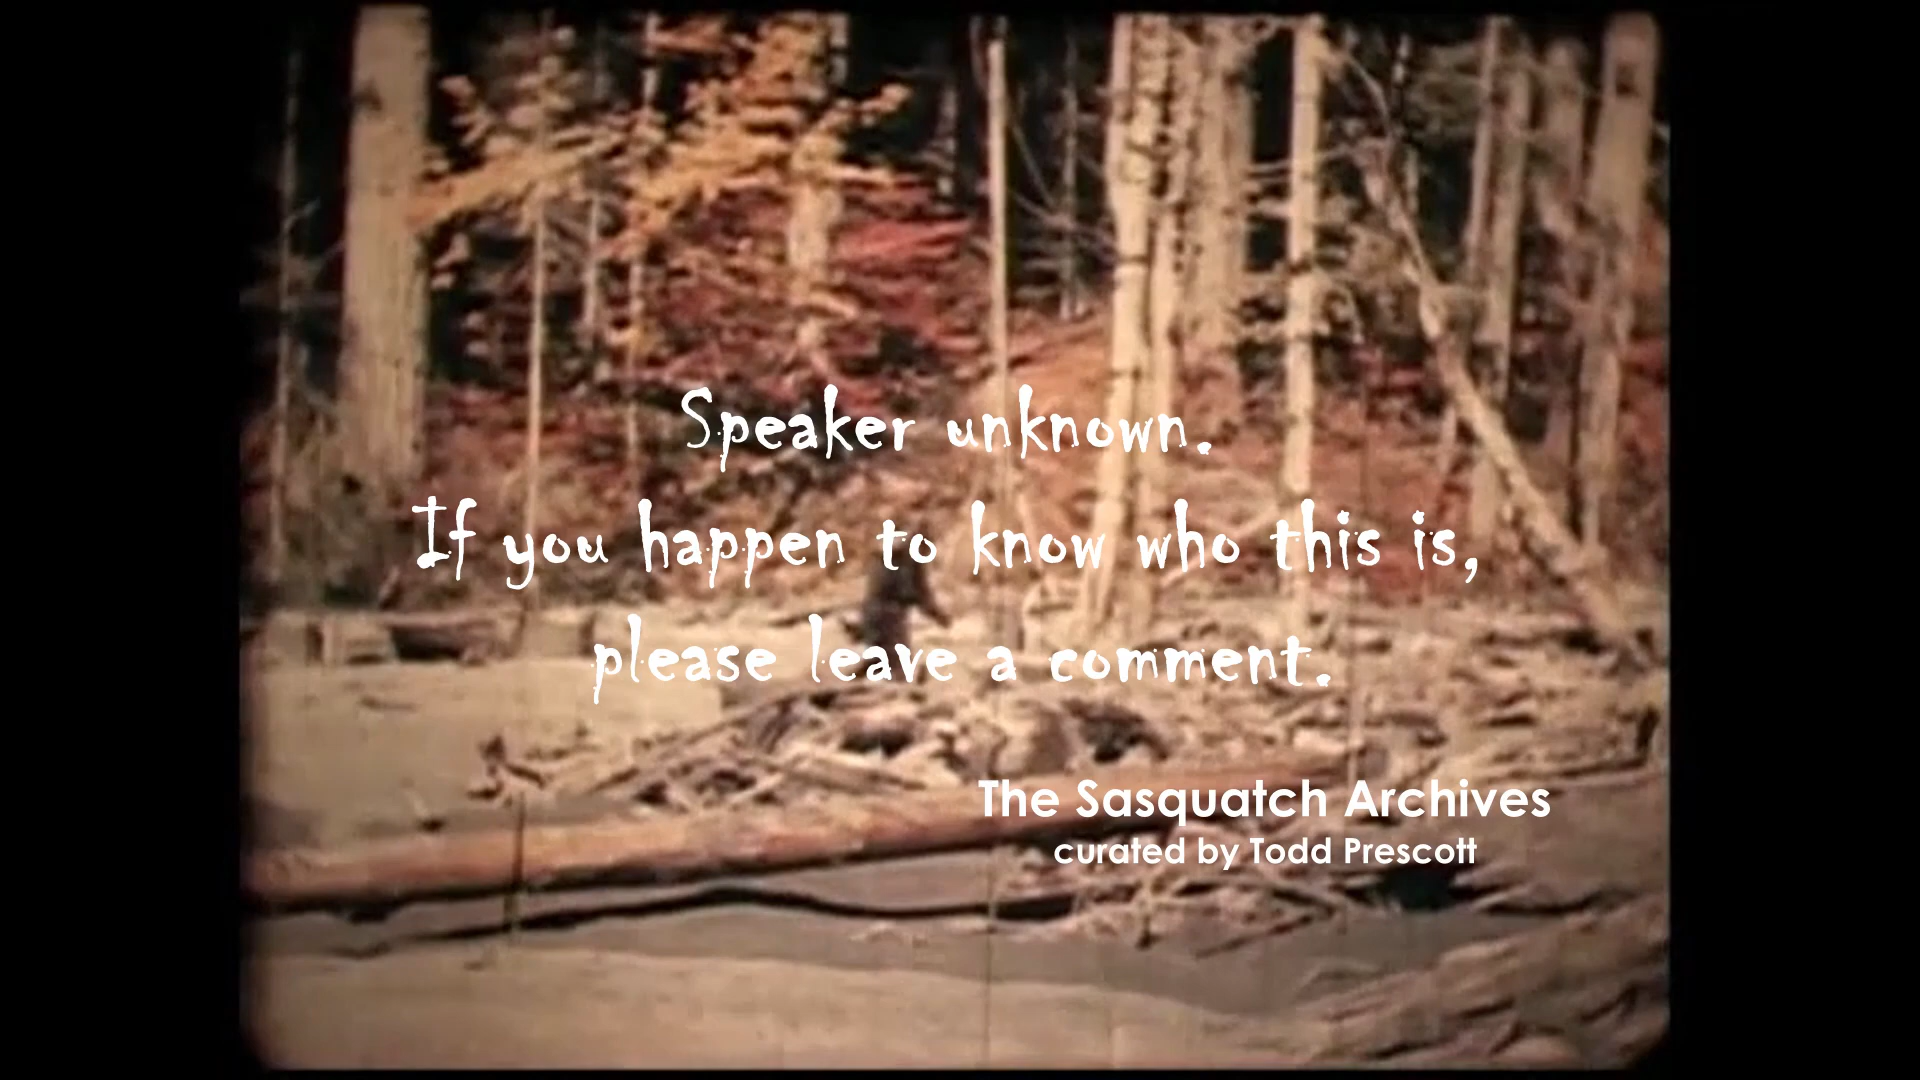 Speaker unknown.
If you happen to know who this is,
please leave a comment.
The Sasquatch Archives
curated by Todd Prescott